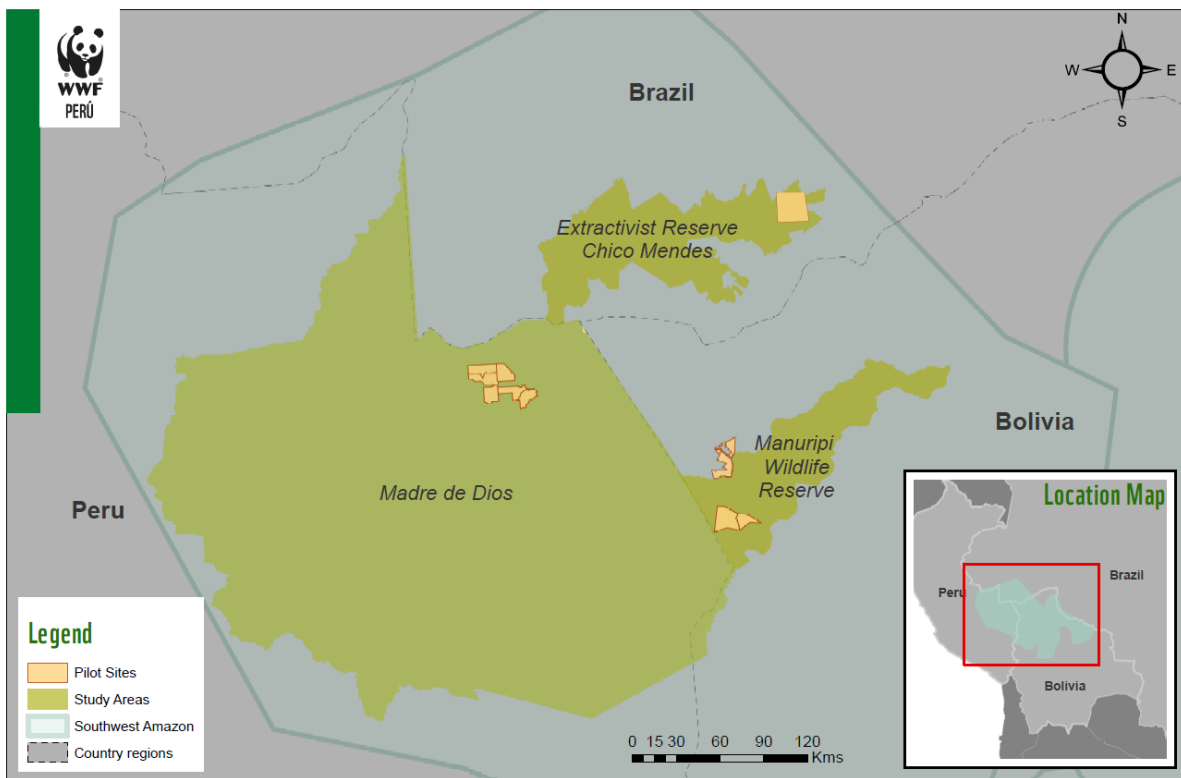 WWF
®
PERÚ
Brazil
N
W
E
S
Extractivist Reserve
Chico Mendes
Bolivia
Manuripi
Wildlife
Reserve
Madre de Dios
Peru
Location Map
Brazil
Peru
Bolivia
Legend
Pilot Sites
Study Areas
Southwest Amazon
Country regions
0 15 30 60 90 120
Kms